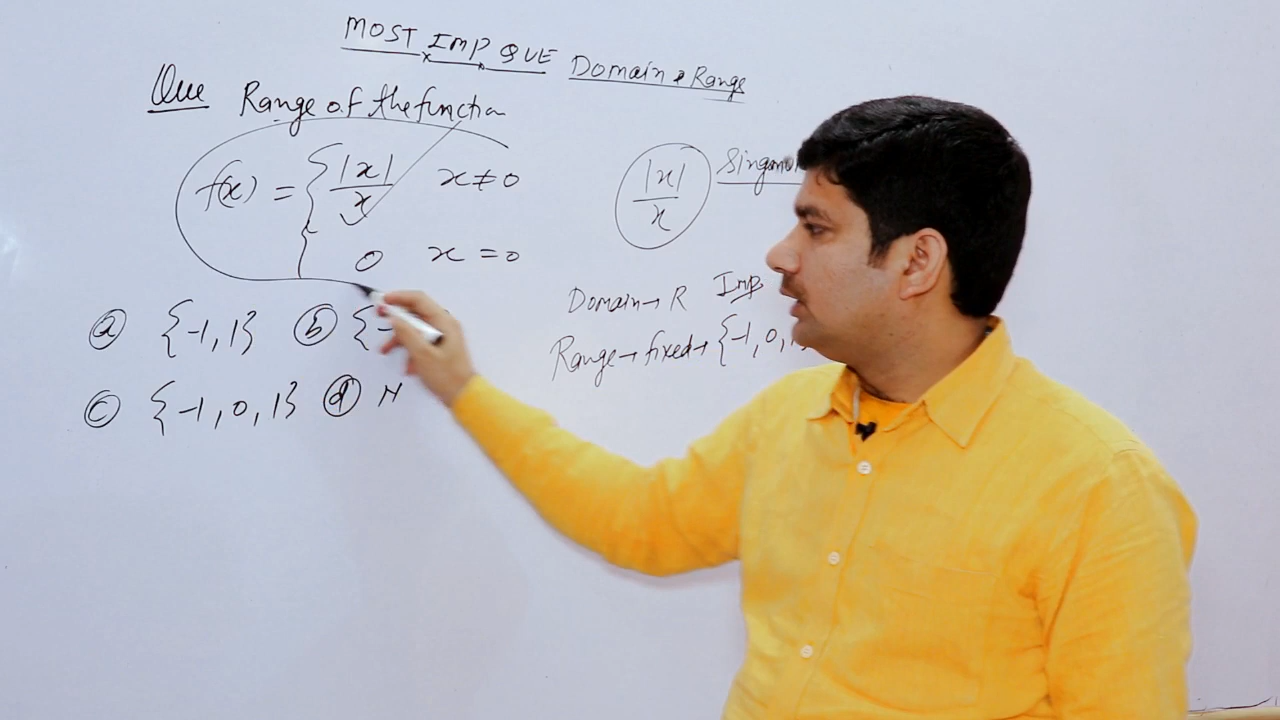 MOST IMP QUE Domain & Range
Que Range of the function
f(x) = { |x| / x x ≠ 0
0 x = 0
(a) {-1, 1} (b) {-
(c) {-1, 0, 1} (d) N
|x| / x
Domain → R Imp
Range → fixed → {-1, 0, 1